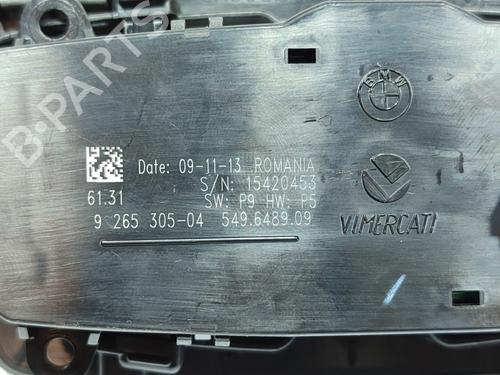 B-PARTS
BMW
Date: 09-11-13 ROMANIA
S/N: 15420453
61.31 SW: P9 HW: P5
9 265 305-04 549.6489.09
VIMERCATI